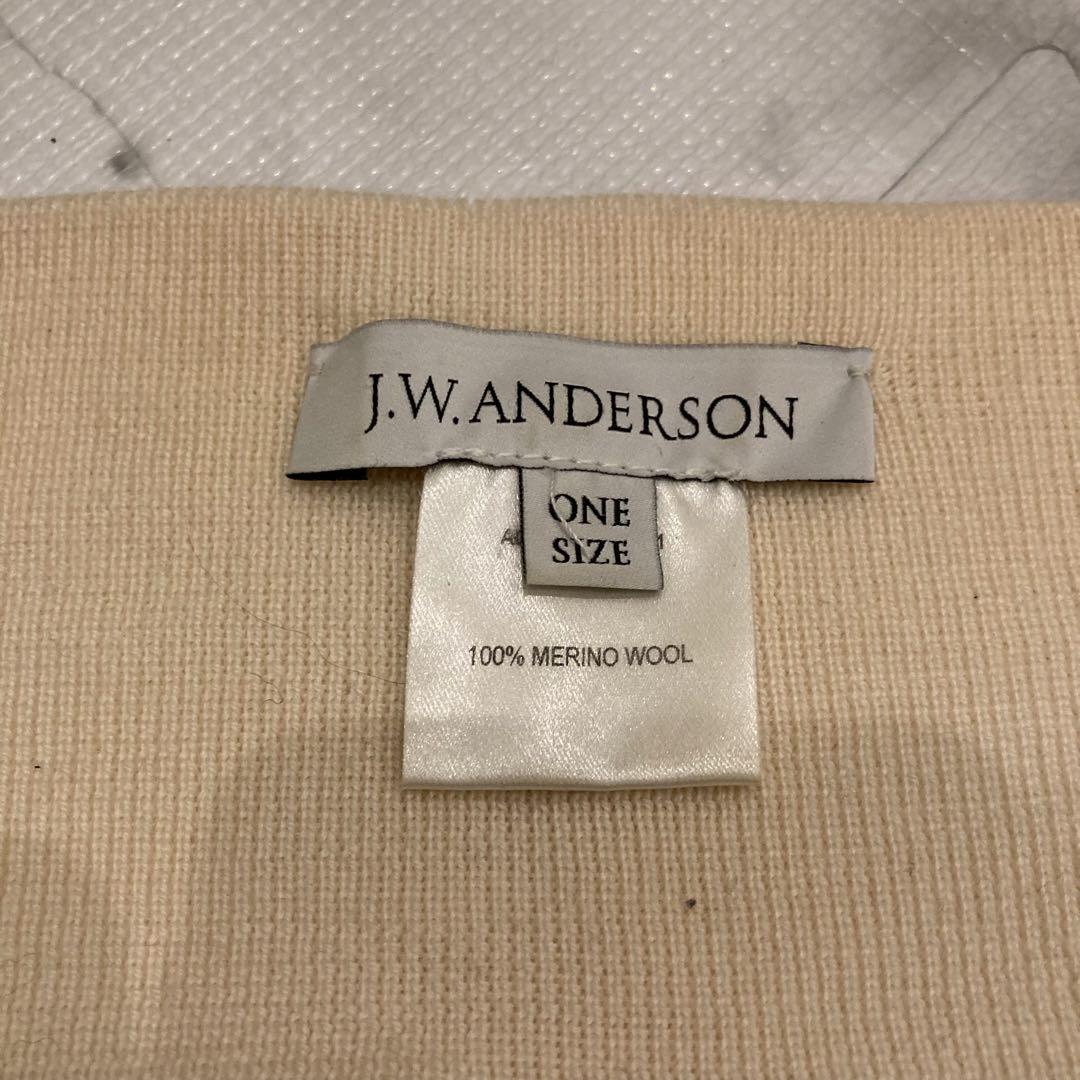 J.W.ANDERSON
ONE
SIZE
100% MERINO WOOL